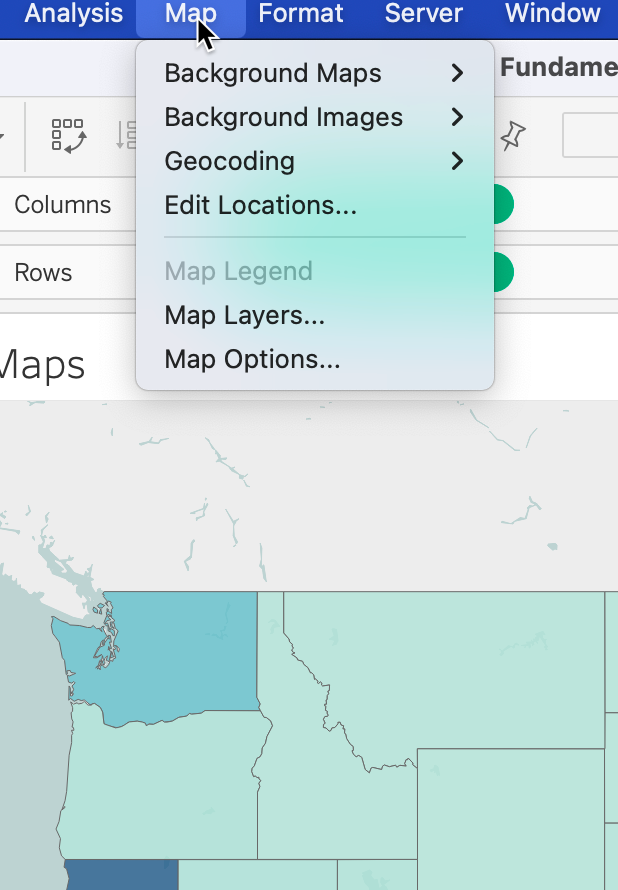 Analysis Map Format Server Window
Background Maps
Fundame
Background Images
Geocoding
Columns
Edit Locations...
Rows
Map Legend
Map Layers...
Map Options...
Maps